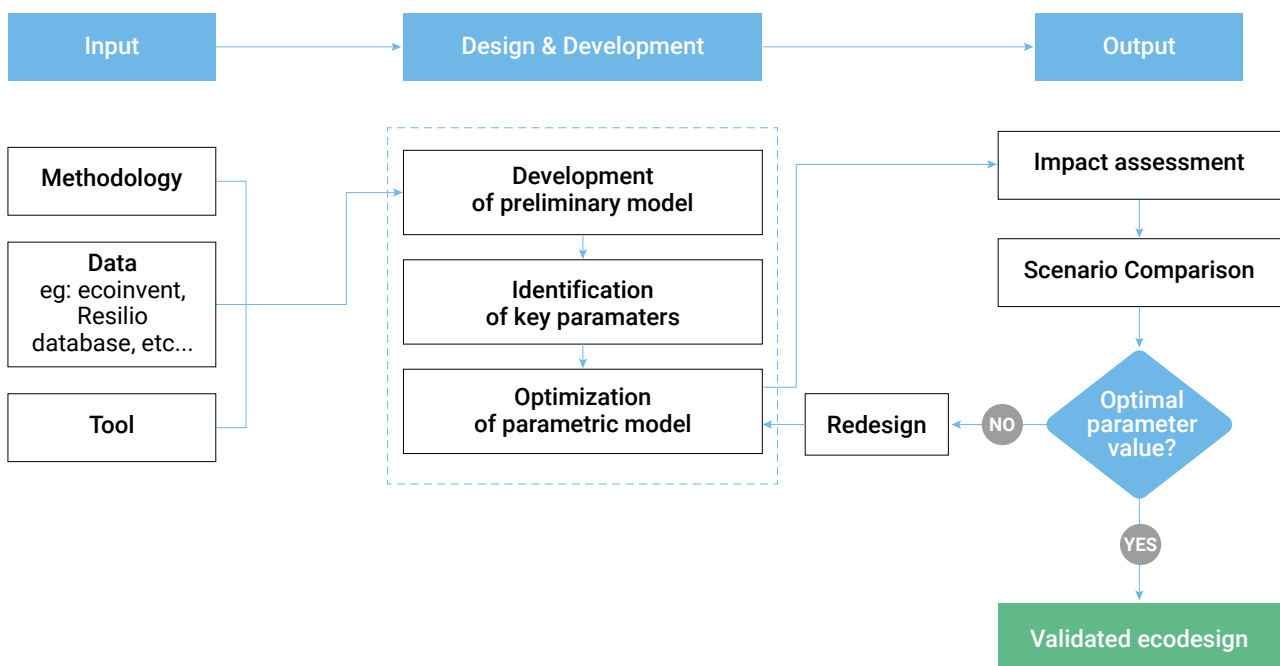 Input
Design & Development
Output
Methodology
Data
eg: ecoinvent,
Resilio
database, etc...
Tool
Development
of preliminary model
Identification
of key paramaters
Optimization
of parametric model
Impact assessment
Scenario Comparison
Optimal
parameter
value?
NO
Redesign
YES
Validated ecodesign